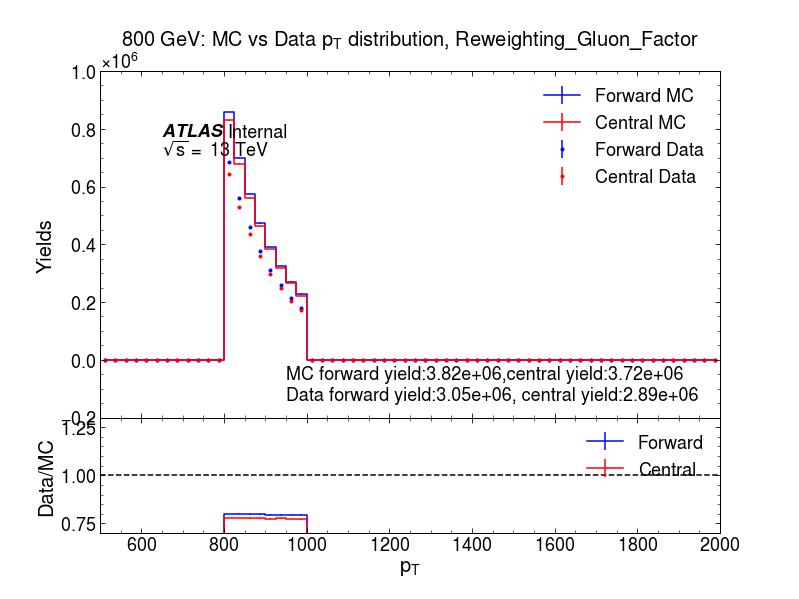 800 GeV: MC vs Data pT distribution, Reweighting_Gluon_Factor
×10⁶
1.0
0.8
0.6
0.4
0.2
0.0
0.2
Yields
ATLAS Internal
√s = 13 TeV
Forward MC
Central MC
Forward Data
Central Data
MC forward yield:3.82e+06,central yield:3.72e+06
Data forward yield:3.05e+06, central yield:2.89e+06
1.25
1.00
0.75
Data/MC
Forward
Central
600 800 1000 1200 1400 1600 1800 2000
pT